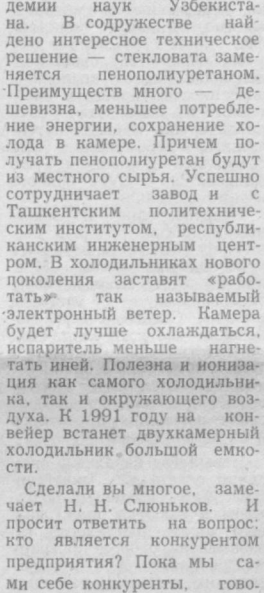 демии наук Узбекиста-
на. В содружестве най-
дено интересное техническое
решение — стекловата заме-
няется пенополиуретаном.
Преимуществ много — де-
шевизна, меньшее потребле-
ние энергии, сохранение хо-
лода в камере. Причем по-
лучать пенополиуретан будут
из местного сырья. Успешно
сотрудничает завод и с
Ташкентским политехниче-
ским институтом, республи-
канским инженерным цент-
ром. В холодильниках нового
поколения заставят «рабо-
тать» так называемый
электронный ветер. Камера
будет лучше охлаждаться,
испаритель меньше нагне-
тать иней. Полезна и иониза-
ция как самого холодильни-
ка, так и окружающего воз-
духа. К 1991 году на кон-
вейер встанет двухкамерный
холодильник большой емко-
сти.
Сделали вы многое, заме-
чает Н. Н. Слюньков. И
просит ответить на вопрос:
кто является конкурентом
предприятия? Пока мы са-
ми себе конкуренты, гово-